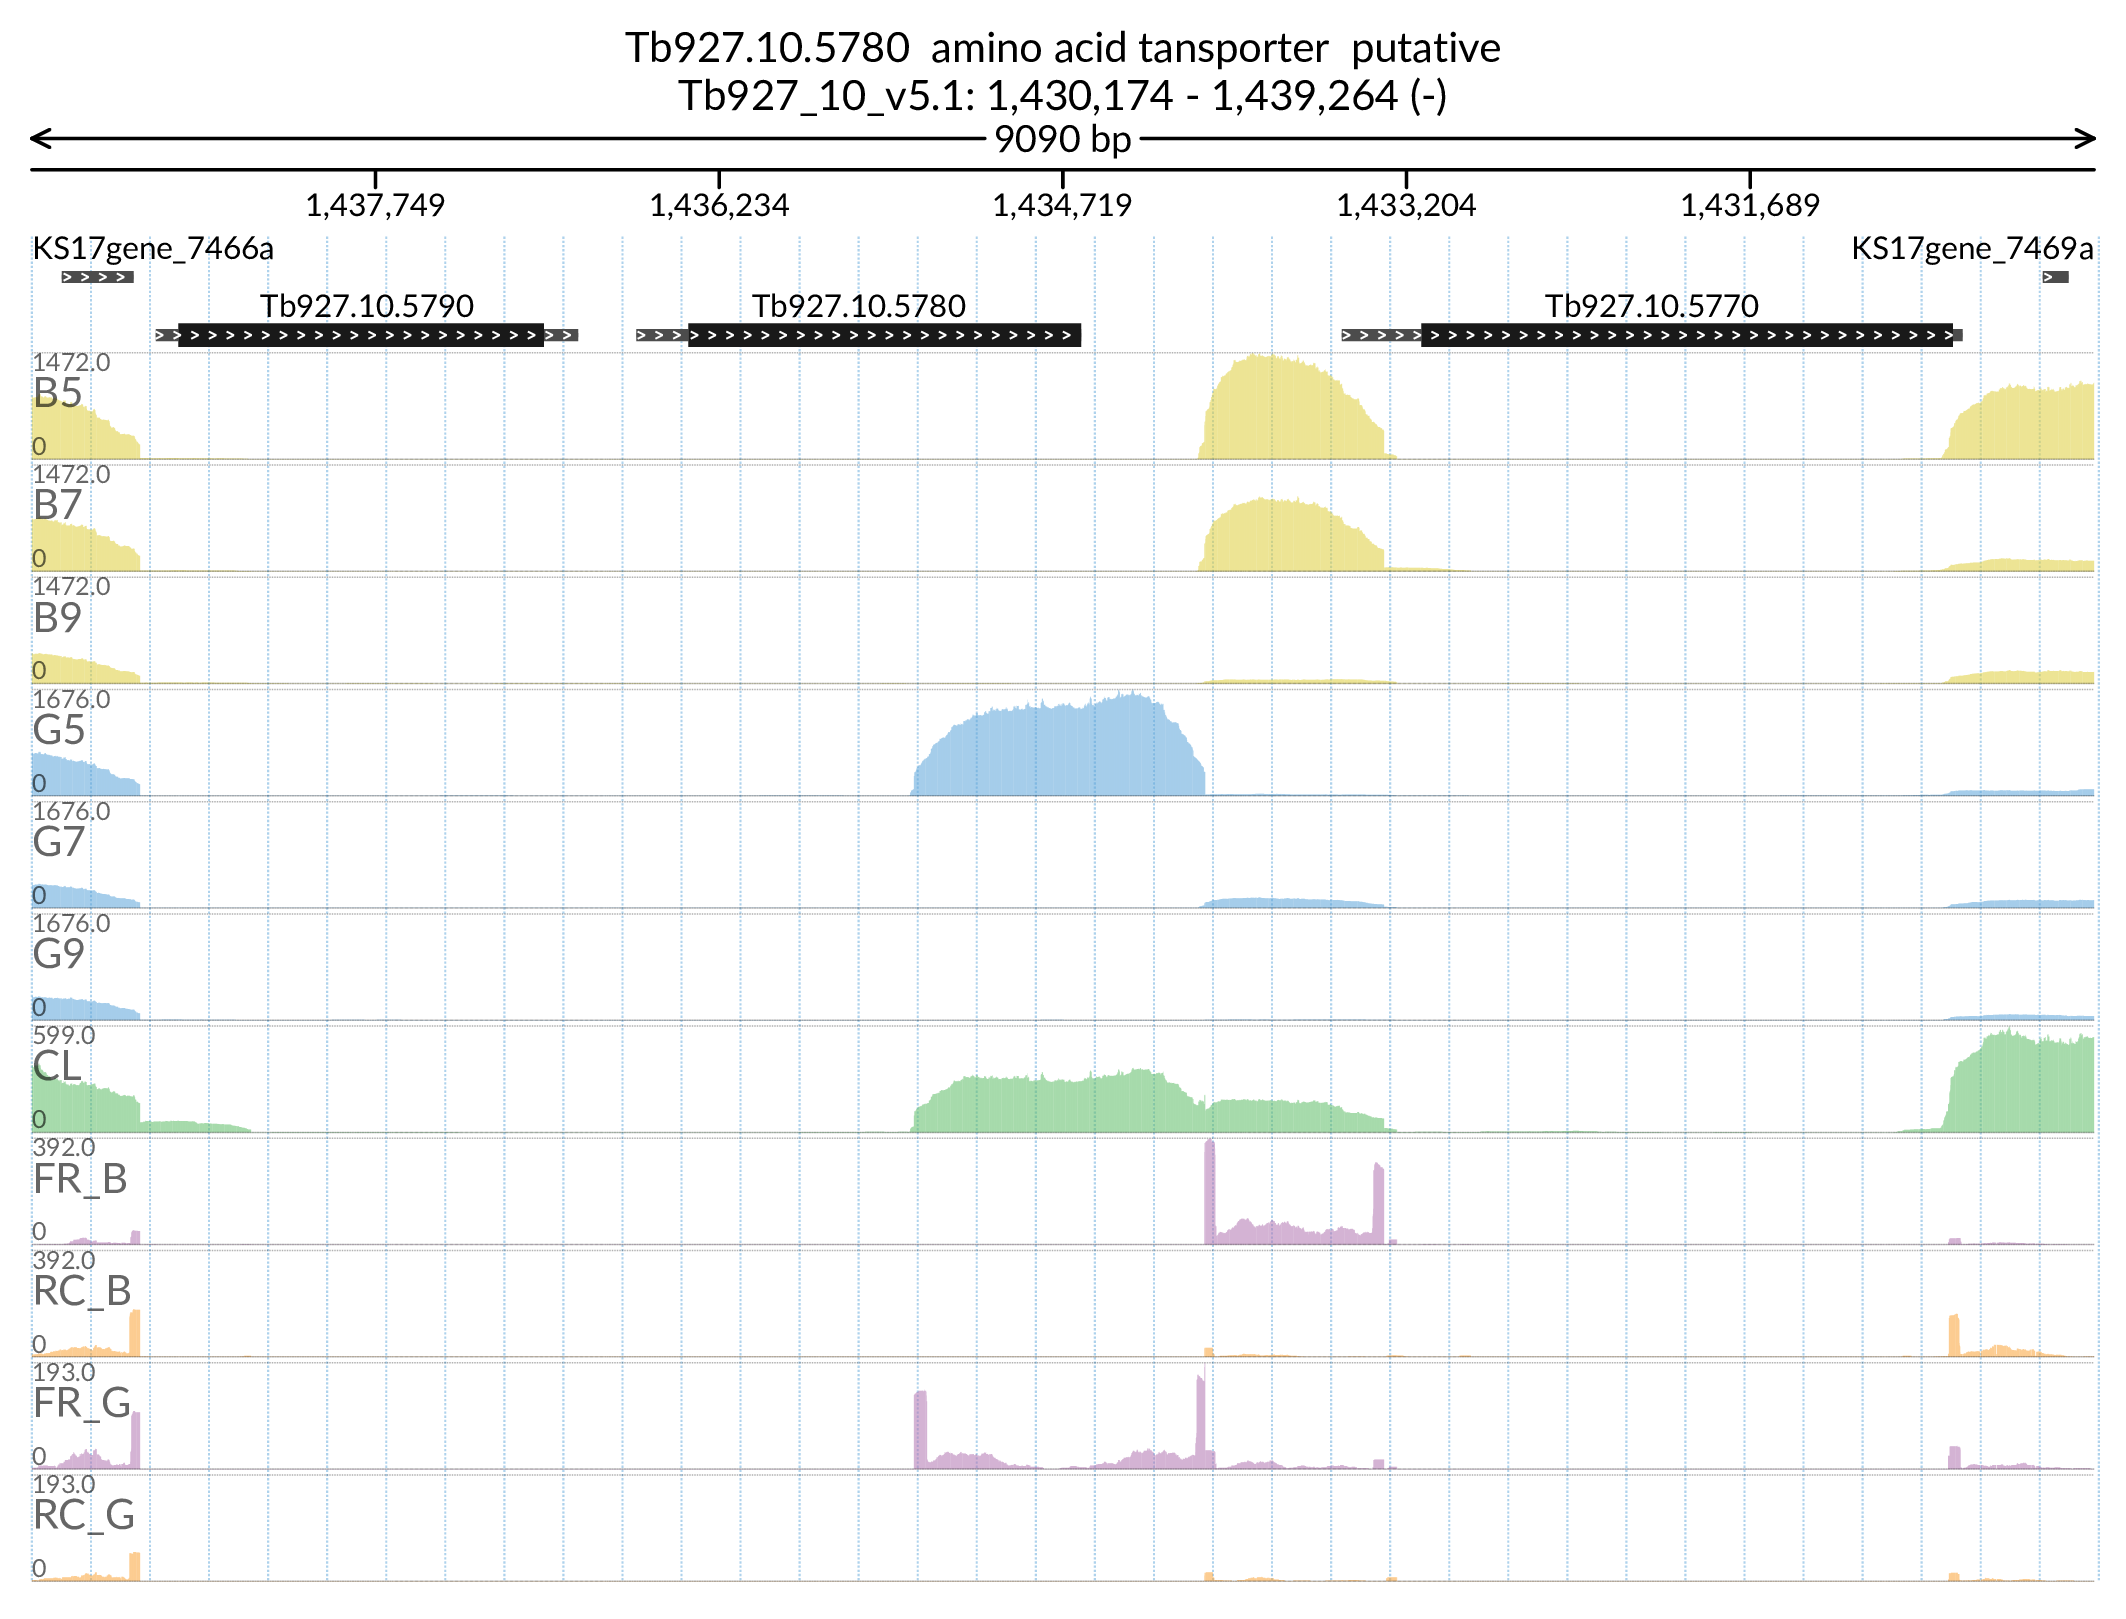 Tb927.10.5780 amino acid tansporter putative
Tb927_10_v5.1: 1,430,174 - 1,439,264 (-)
9090 bp
1,437,749 1,436,234 1,434,719 1,433,204 1,431,689
KS17gene_7466a KS17gene_7469a
Tb927.10.5790 Tb927.10.5780 Tb927.10.5770
1472.0
B5
0
1472.0
B7
0
1472.0
B9
0
1676.0
G5
0
1676.0
G7
0
1676.0
G9
0
599.0
CL
0
392.0
FR_B
0
392.0
RC_B
0
193.0
FR_G
0
193.0
RC_G
0